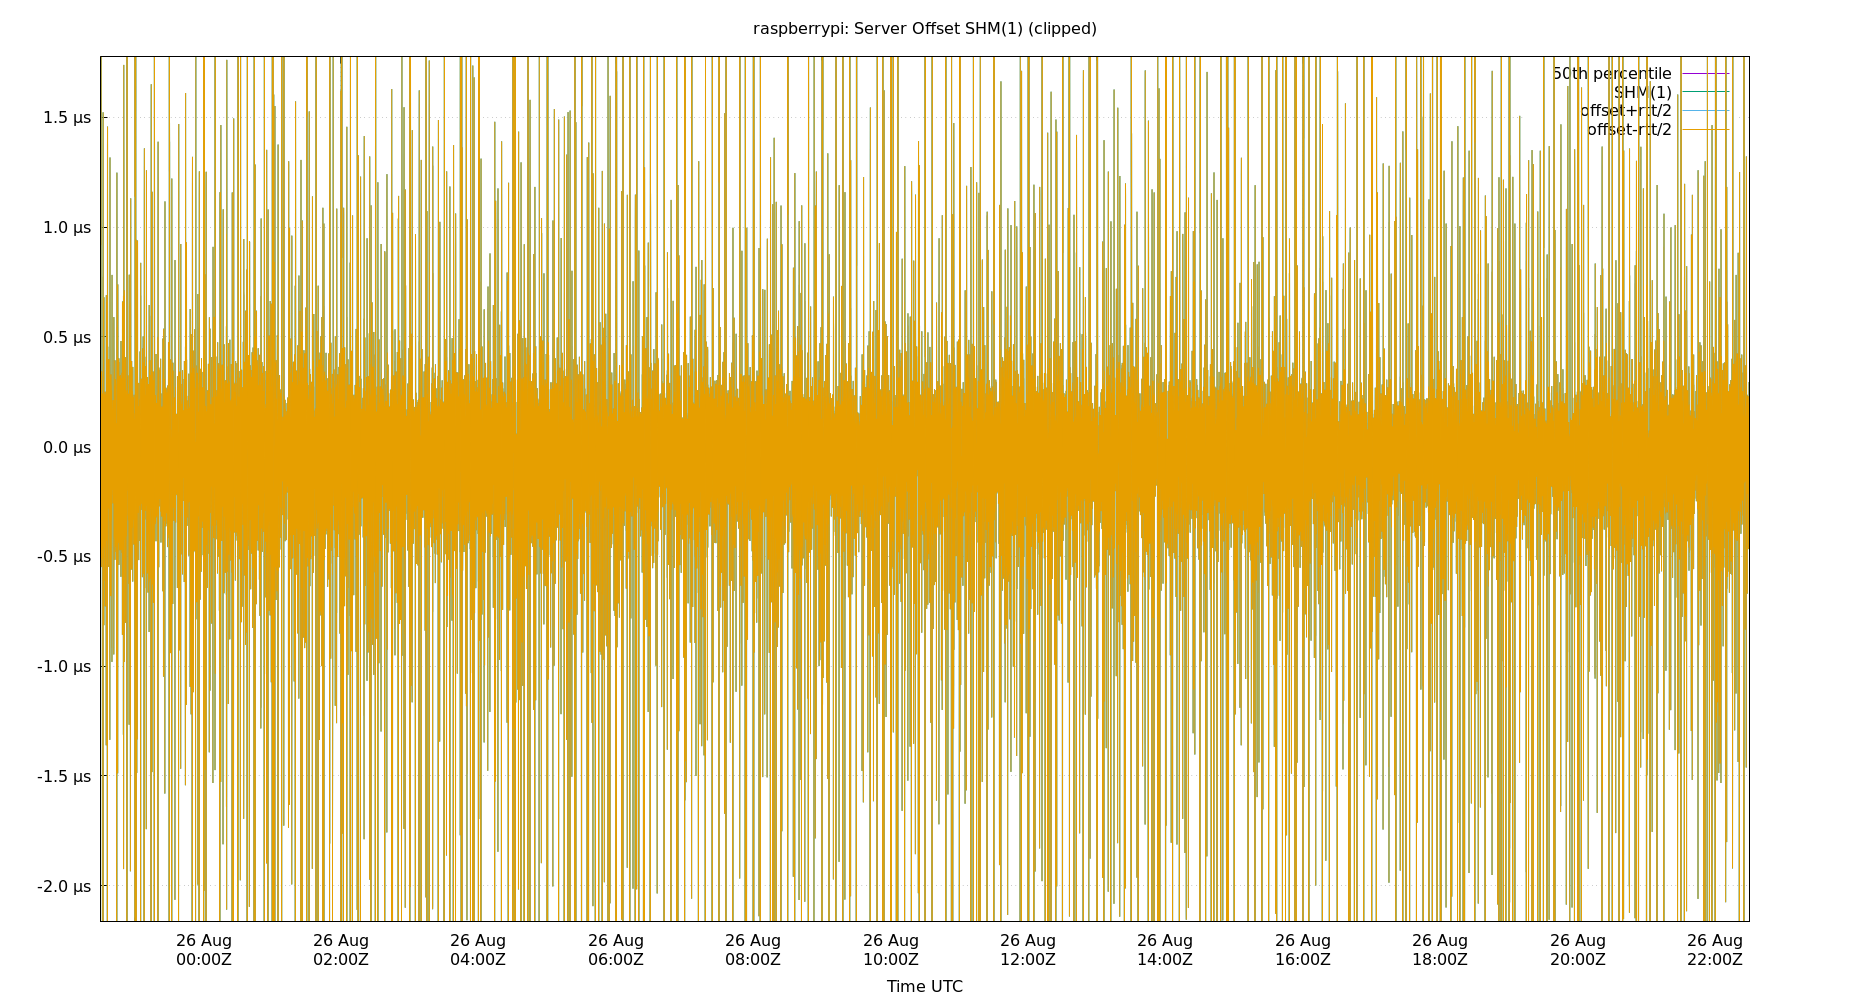 raspberrypi: Server Offset SHM(1) (clipped)
50th percentile
SHM(1)
offset+rtt/2
offset-rtt/2
1.5 µs
1.0 µs
0.5 µs
0.0 µs
-0.5 µs
-1.0 µs
-1.5 µs
-2.0 µs
26 Aug 26 Aug 26 Aug 26 Aug 26 Aug 26 Aug 26 Aug 26 Aug 26 Aug 26 Aug 26 Aug 26 Aug
00:00Z 02:00Z 04:00Z 06:00Z 08:00Z 10:00Z 12:00Z 14:00Z 16:00Z 18:00Z 20:00Z 22:00Z
Time UTC